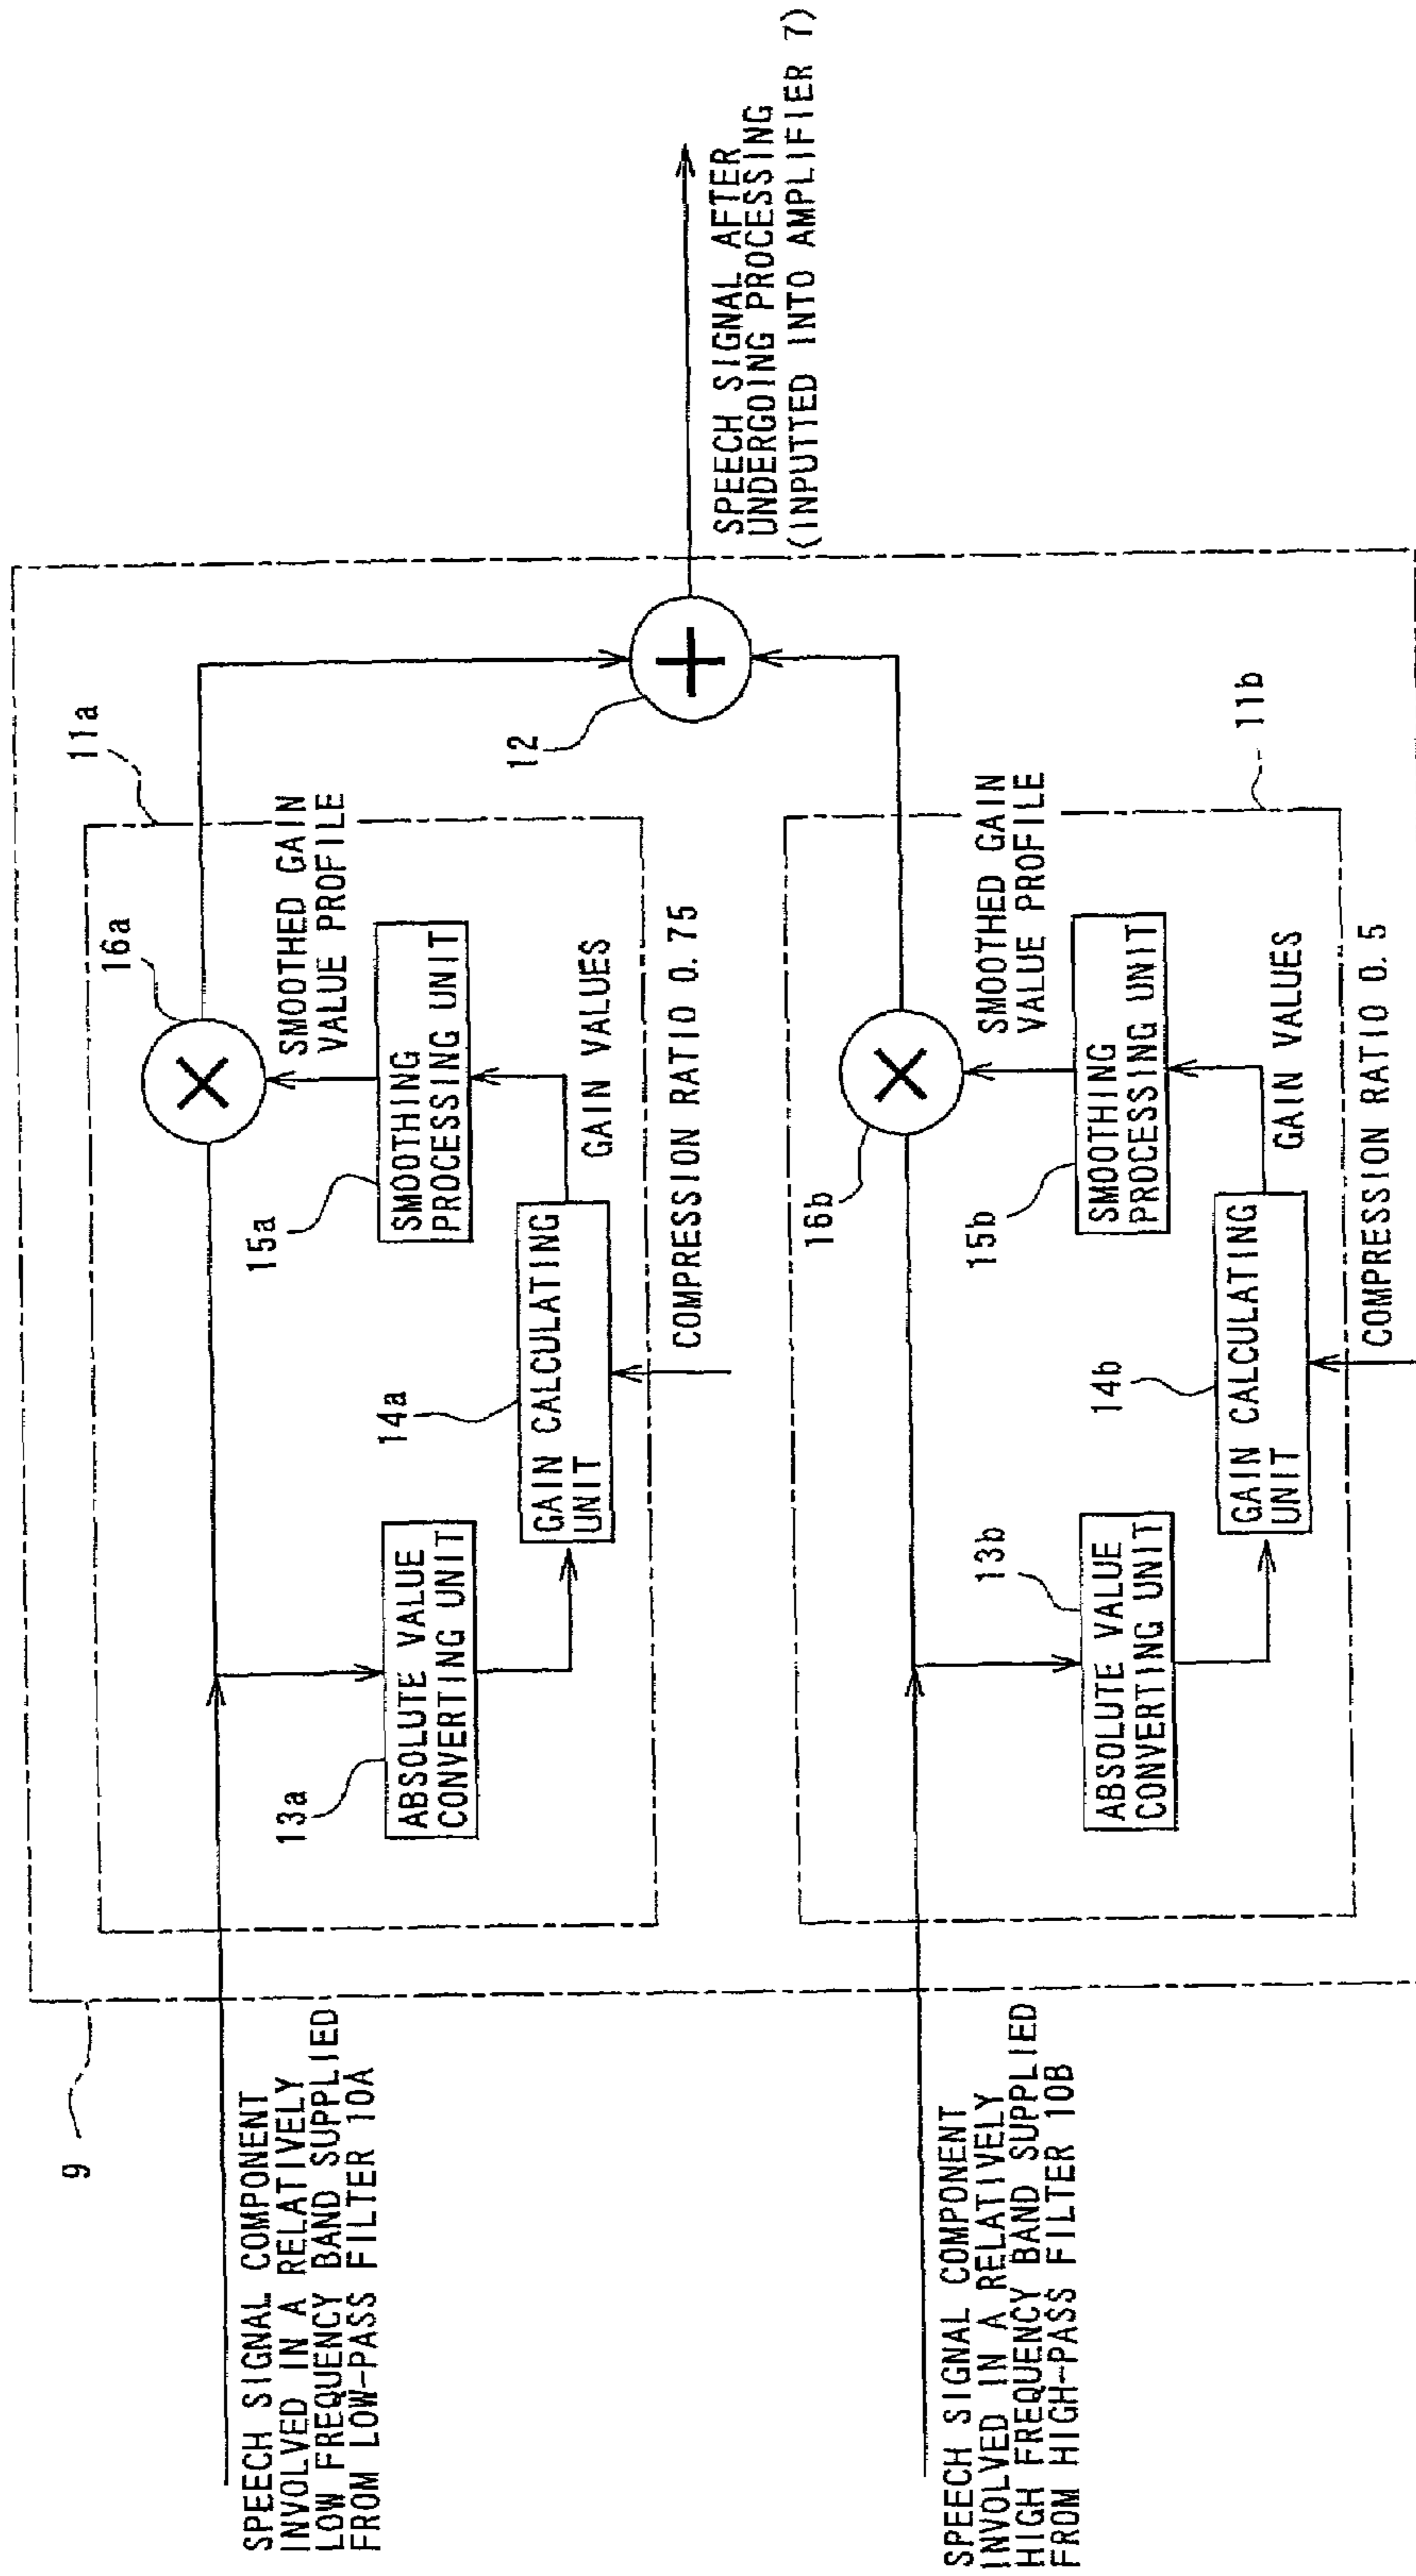 9
SPEECH SIGNAL COMPONENT
INVOLVED IN A RELATIVELY
LOW FREQUENCY BAND SUPPLIED
FROM LOW-PASS FILTER 10A
11a
16a
SMOOTHED GAIN
VALUE PROFILE
15a
SMOOTHING
PROCESSING UNIT
13a
ABSOLUTE VALUE
CONVERTING UNIT
14a
GAIN CALCULATING
UNIT
GAIN VALUES
COMPRESSION RATIO 0.75
12
SPEECH SIGNAL AFTER
UNDERGOING PROCESSING
(INPUTTED INTO AMPLIFIER 7)
SPEECH SIGNAL COMPONENT
INVOLVED IN A RELATIVELY
HIGH FREQUENCY BAND SUPPLIED
FROM HIGH-PASS FILTER 10B
11b
16b
SMOOTHED GAIN
VALUE PROFILE
15b
SMOOTHING
PROCESSING UNIT
13b
ABSOLUTE VALUE
CONVERTING UNIT
14b
GAIN CALCULATING
UNIT
GAIN VALUES
COMPRESSION RATIO 0.5